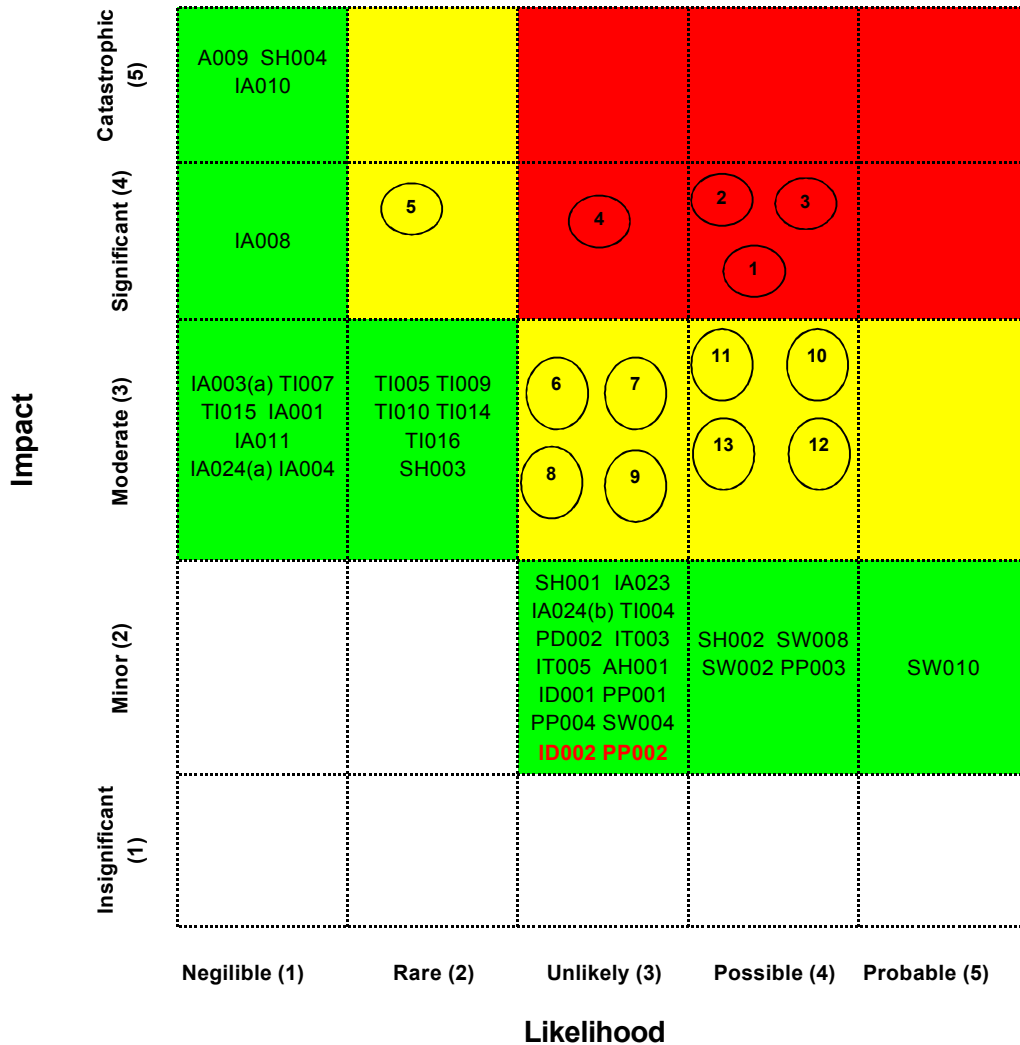 Impact
Catastrophic
(5)
A009 SH004
IA010
Significant (4)
IA008
5
4
2
3
1
Moderate (3)
IA003(a) TI007
TI015 IA001
IA011
IA024(a) IA004
TI005 TI009
TI010 TI014
TI016
SH003
6
7
8
9
11
10
13
12
Minor (2)
SH001 IA023
IA024(b) TI004
PD002 IT003
IT005 AH001
ID001 PP001
PP004 SW004
ID002 PP002
SH002 SW008
SW002 PP003
SW010
Insignificant
(1)
Negilible (1)
Rare (2)
Unlikely (3)
Possible (4)
Probable (5)
Likelihood